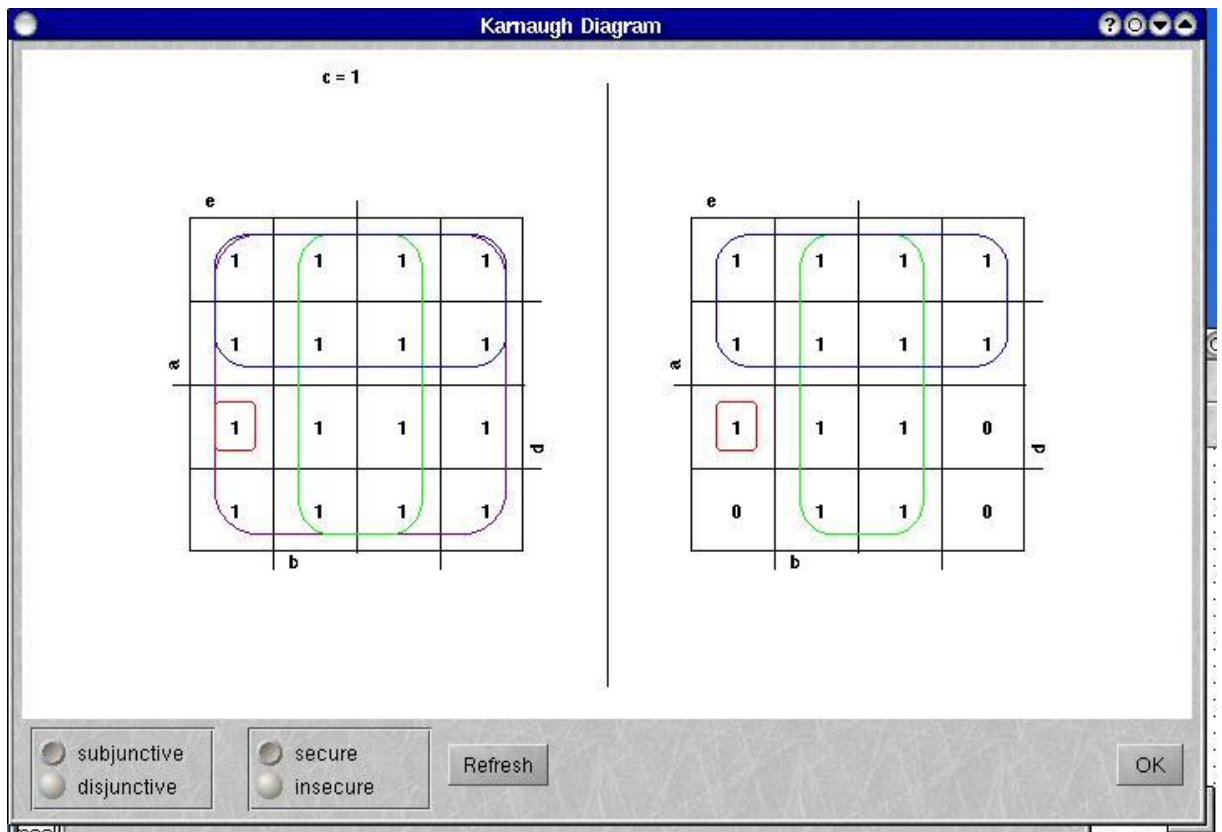 Karnaugh Diagram
c = 1
e e
1 1 1 1 1 1 1 1
1 1 1 1 1 1 1 1
a a
1 1 1 1 1 1 1 0
d d
1 1 1 1 0 1 1 0
b b
subjunctive secure
Refresh OK
disjunctive insecure